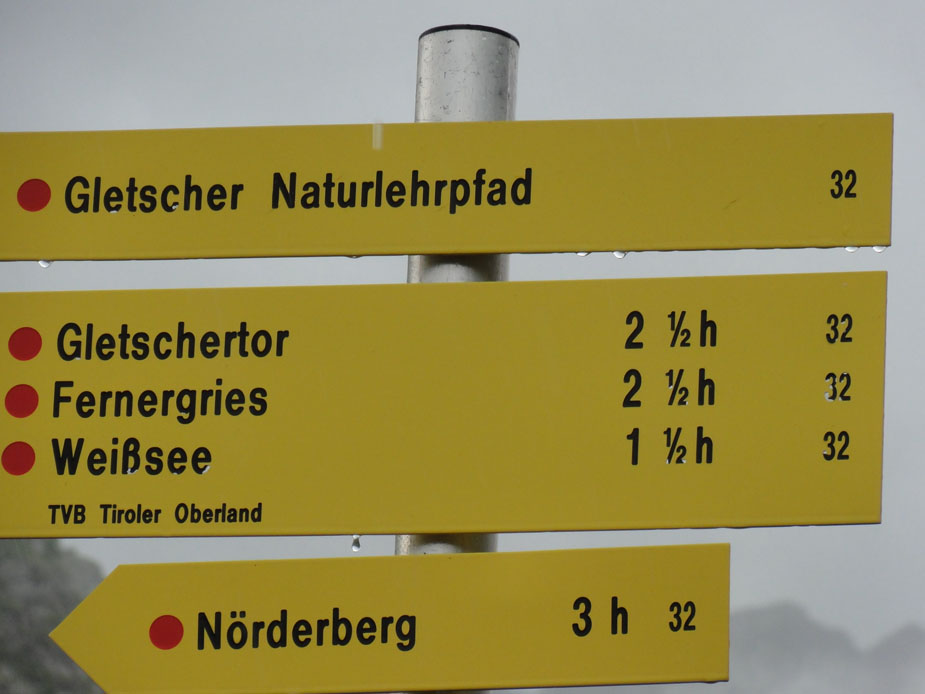 Gletscher Naturlehrpfad 32
Gletschertor 2 ½ h 32
Fernergries 2 ½ h 32
Weißsee 1 ½ h 32
TVB Tiroler Oberland
Nörderberg 3 h 32